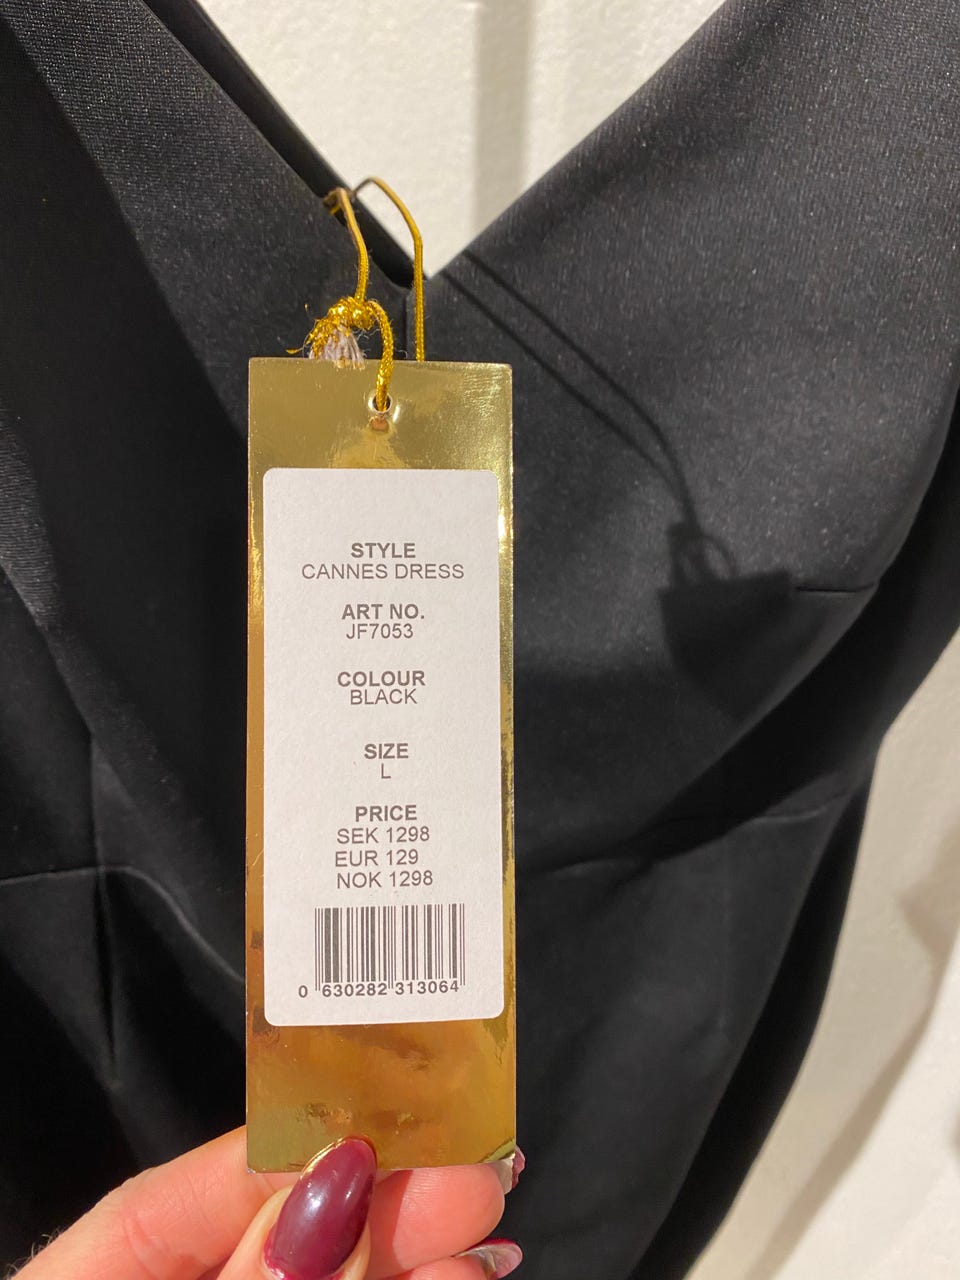 STYLE
CANNES DRESS
ART NO.
JF7053
COLOUR
BLACK
SIZE
L
PRICE
SEK 1298
EUR 129
NOK 1298
0 630282 313064